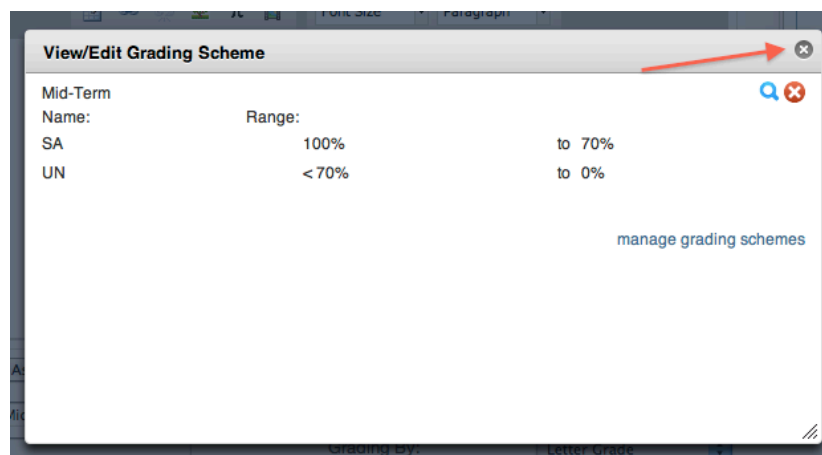 Font Size Paragraph
View/Edit Grading Scheme
Mid-Term
Name: Range:
SA 100% to 70%
UN < 70% to 0%
manage grading schemes
Grading By: Letter Grade